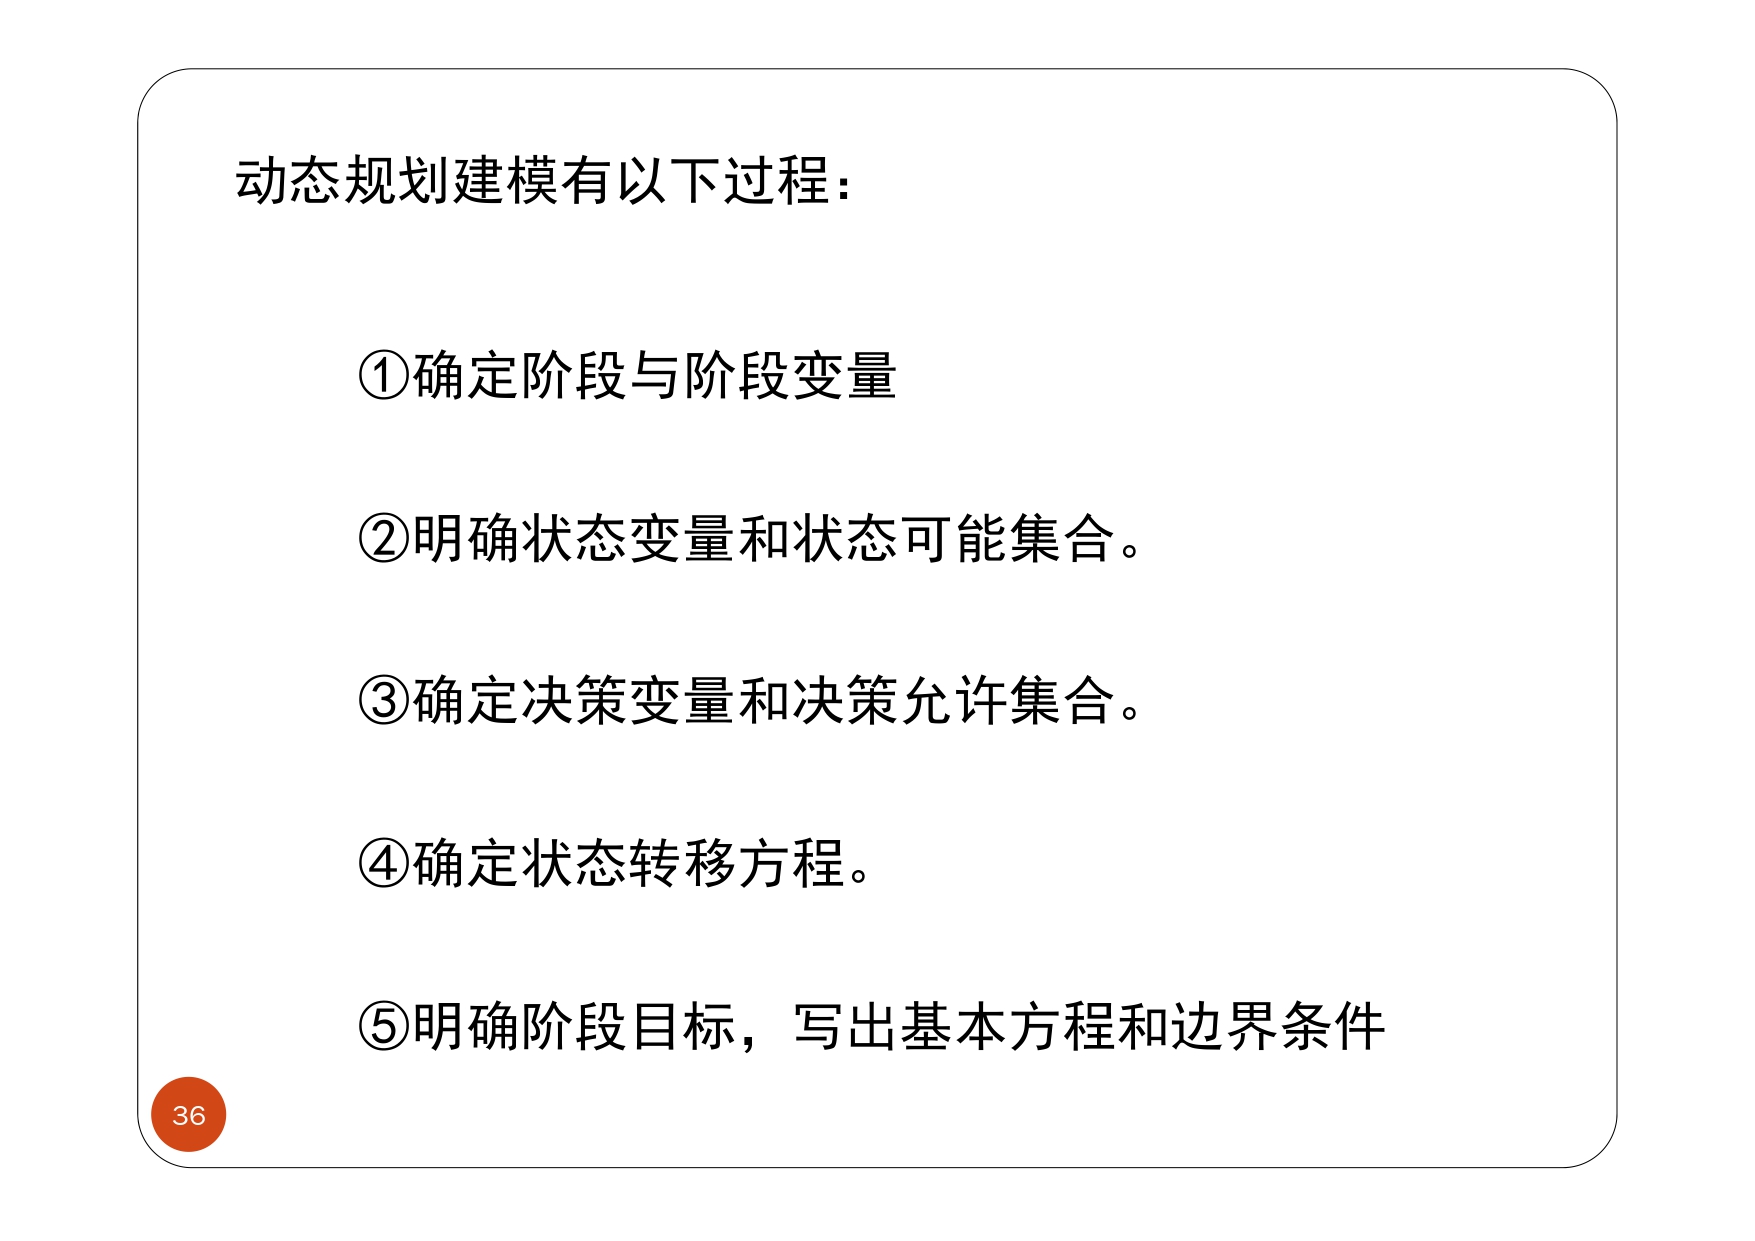 动态规划建模有以下过程：
①确定阶段与阶段变量
②明确状态变量和状态可能集合。
③确定决策变量和决策允许集合。
④确定状态转移方程。
⑤明确阶段目标，写出基本方程和边界条件
36